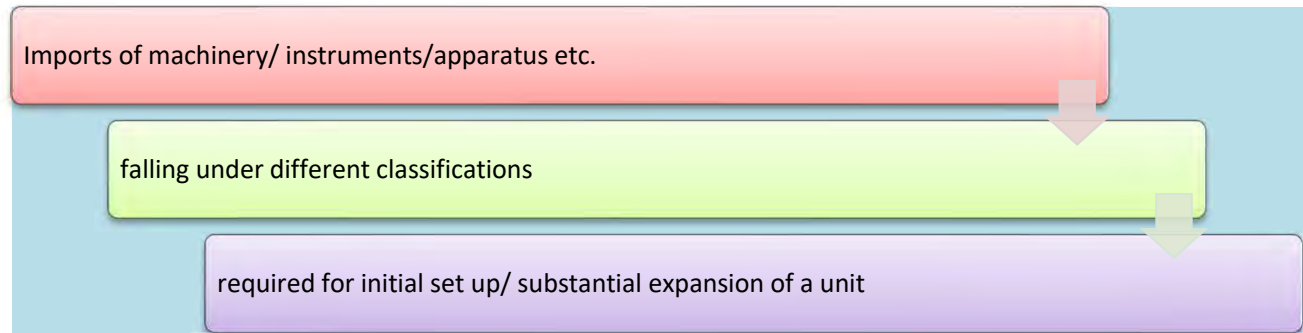 Imports of machinery/ instruments/apparatus etc.
falling under different classifications
required for initial set up/ substantial expansion of a unit